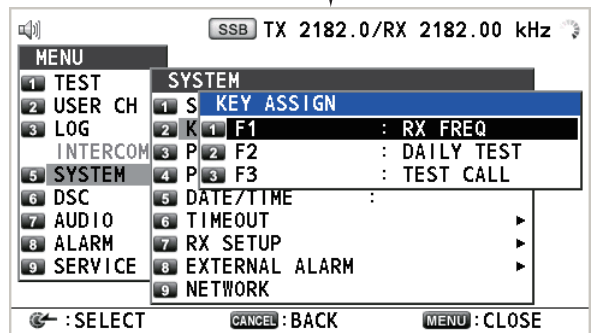 SSB TX 2182.0/RX 2182.00 kHz
MENU
1 TEST
2 USER CH
3 LOG
INTERCOM
5 SYSTEM
6 DSC
7 AUDIO
8 ALARM
9 SERVICE
SYSTEM
1 S
2 K
3 P
4 P
5 DATE/TIME :
6 TIMEOUT
7 RX SETUP
8 EXTERNAL ALARM
9 NETWORK
KEY ASSIGN
1 F1 : RX FREQ
2 F2 : DAILY TEST
3 F3 : TEST CALL
: SELECT CANCEL : BACK MENU : CLOSE